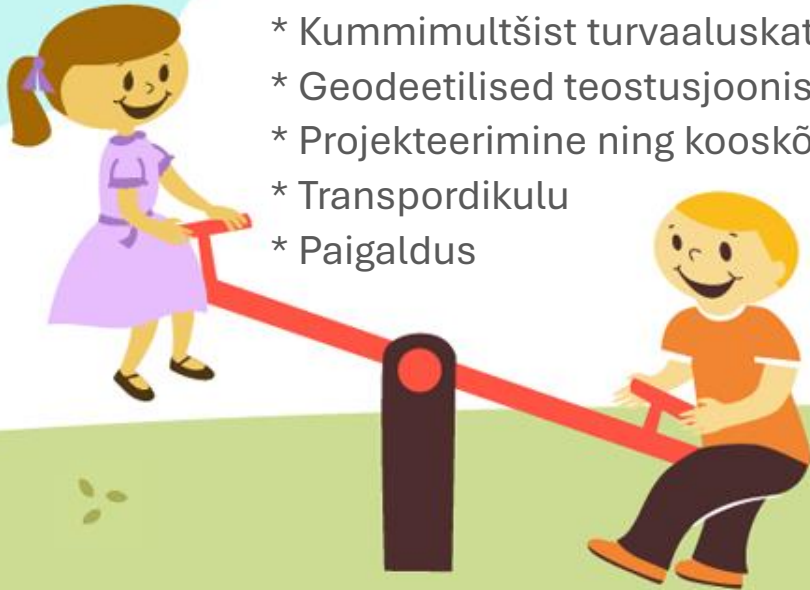 * Kummimultšist turvaaluskat
* Geodeetilised teostusjoonis
* Projekteerimine ning kooskõ
* Transpordikulu
* Paigaldus